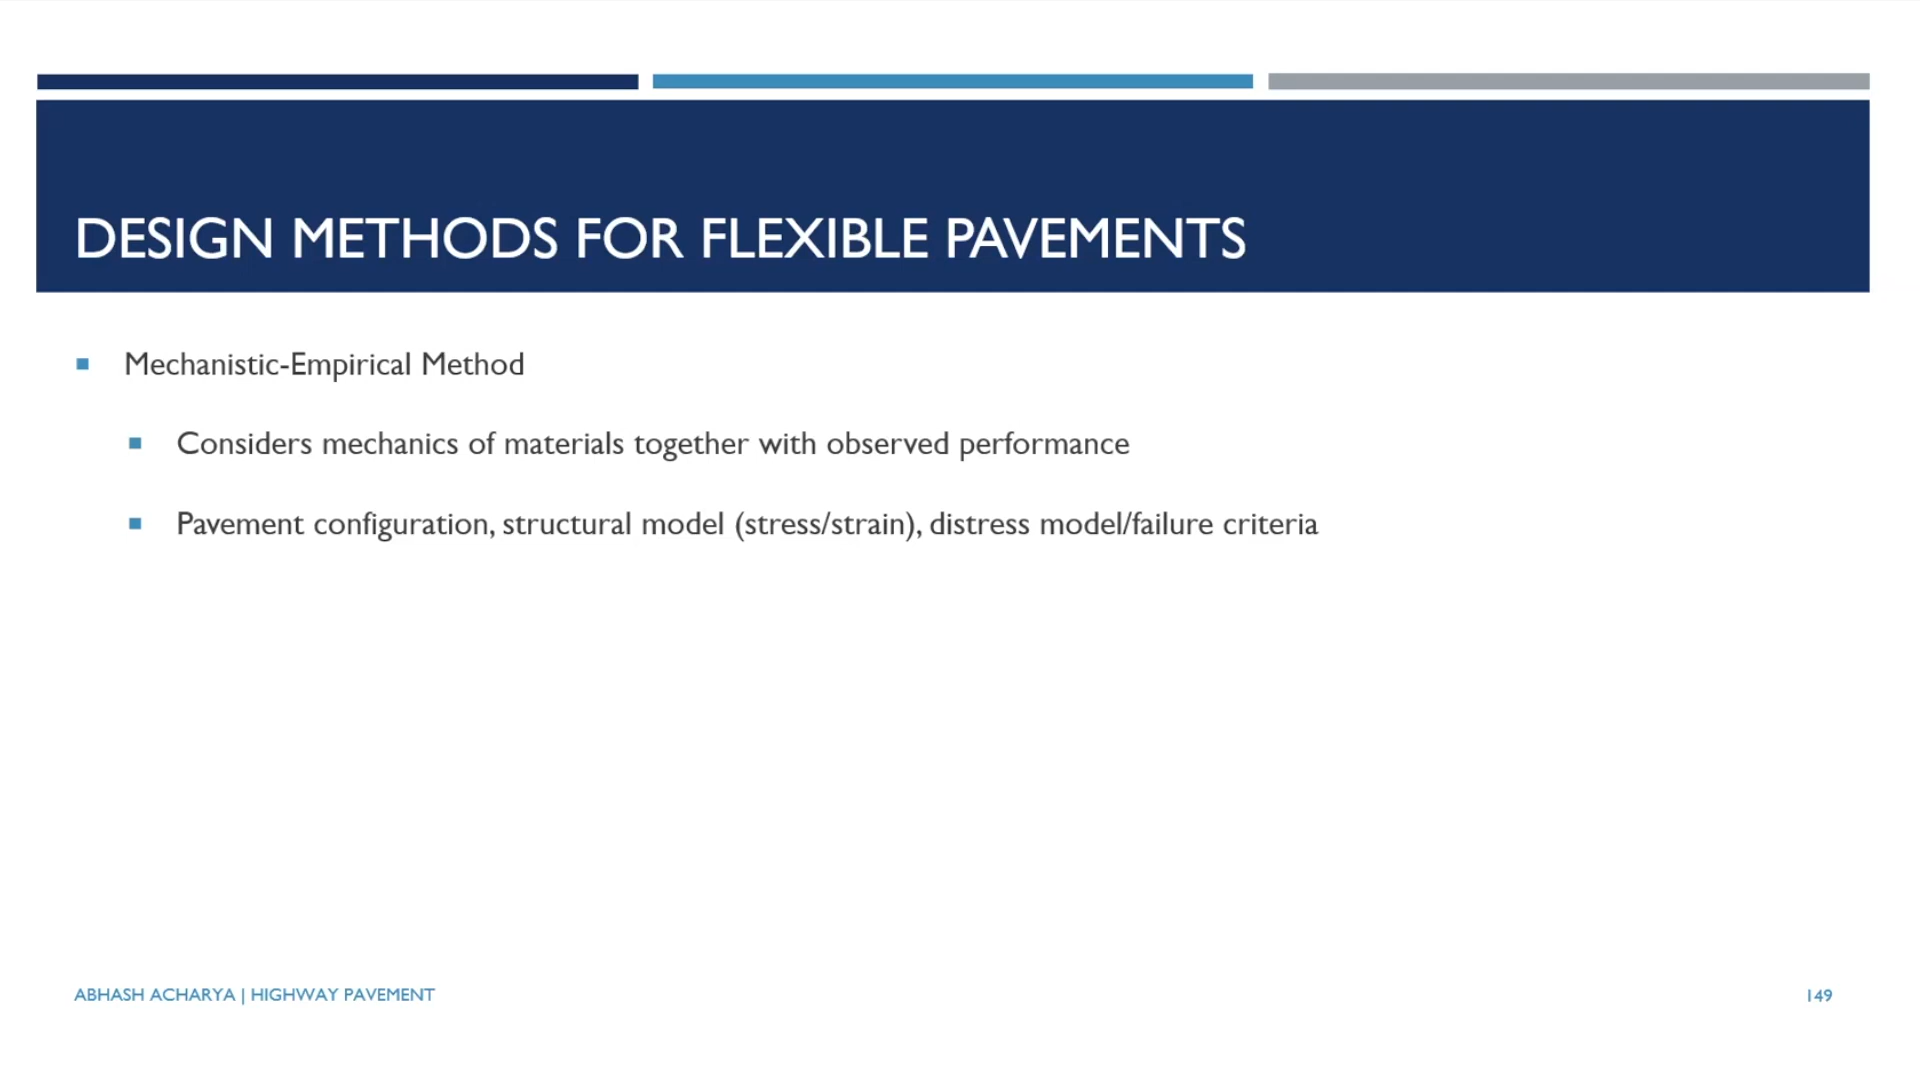 DESIGN METHODS FOR FLEXIBLE PAVEMENTS
Mechanistic-Empirical Method
Considers mechanics of materials together with observed performance
Pavement configuration, structural model (stress/strain), distress model/failure criteria
ABHASH ACHARYA | HIGHWAY PAVEMENT
149